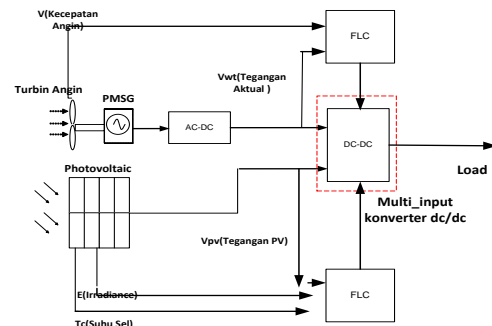 V(Kecepatan
Angin)
FLC
Vwt(Tegangan
Aktual )
Turbin Angin
PMSG
AC-DC
DC-DC
Load
Photovoltaic
Multi_input
konverter dc/dc
Vpv(Tegangan PV)
E(Irradiance)
FLC
Tc(Suhu Sel)